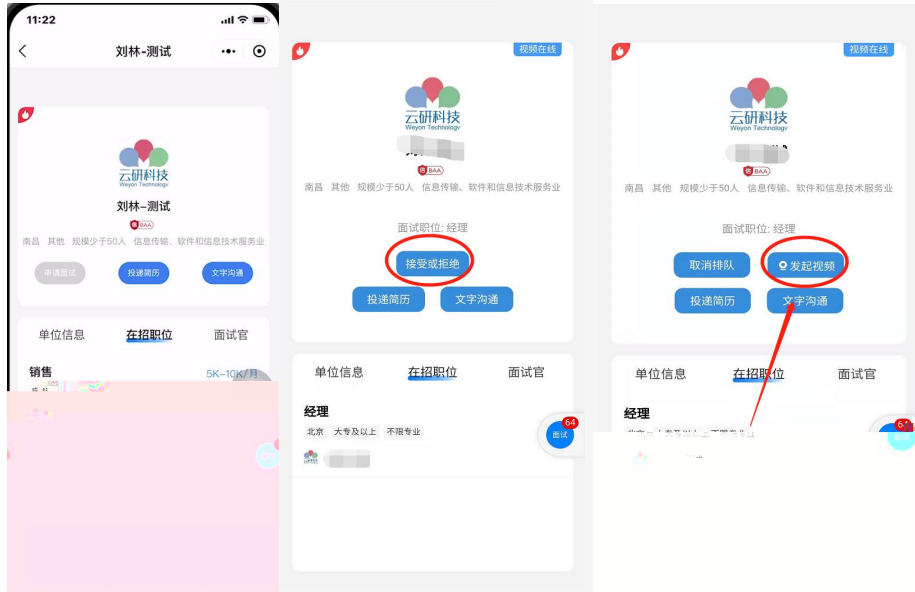 11:22
刘林-测试
云研科技
Weyon Technology
刘林-测试
信 BAA
南昌 其他 规模少于50人 信息传输、软件和信息技术服务业
申请面试 投递简历 文字沟通
单位信息 在招职位 面试官
销售 5K-10K/月
视频在线
云研科技
Weyon Technology
信 BAA
南昌 其他 规模少于50人 信息传输、软件和信息技术服务业
面试职位: 经理
接受或拒绝
投递简历 文字沟通
单位信息 在招职位 面试官
经理
北京 大专及以上 不限专业
64
面试
视频在线
云研科技
Weyon Technology
信 BAA
南昌 其他 规模少于50人 信息传输、软件和信息技术服务业
面试职位: 经理
取消排队 发起视频
投递简历 文字沟通
单位信息 在招职位 面试官
经理
64
面试